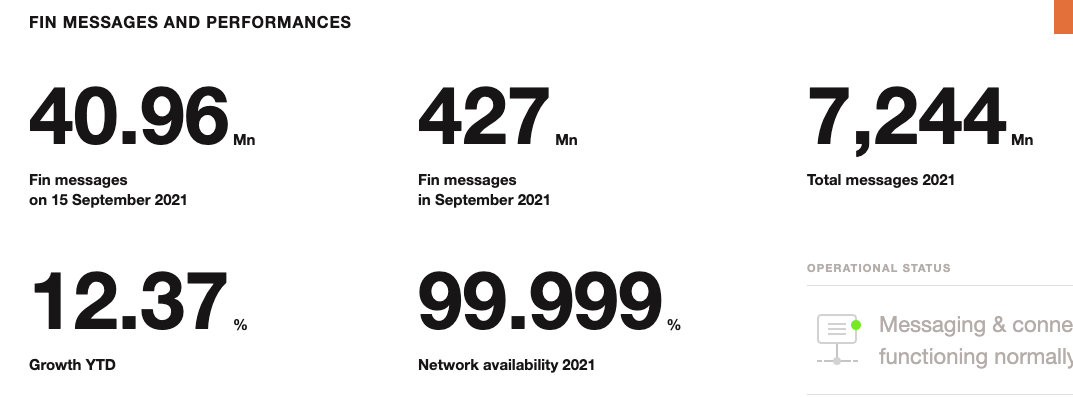 FIN MESSAGES AND PERFORMANCES
40.96 Mn
Fin messages
on 15 September 2021
427 Mn
Fin messages
in September 2021
7,244 Mn
Total messages 2021
12.37 %
Growth YTD
99.999 %
Network availability 2021
OPERATIONAL STATUS
Messaging & conne
functioning normally